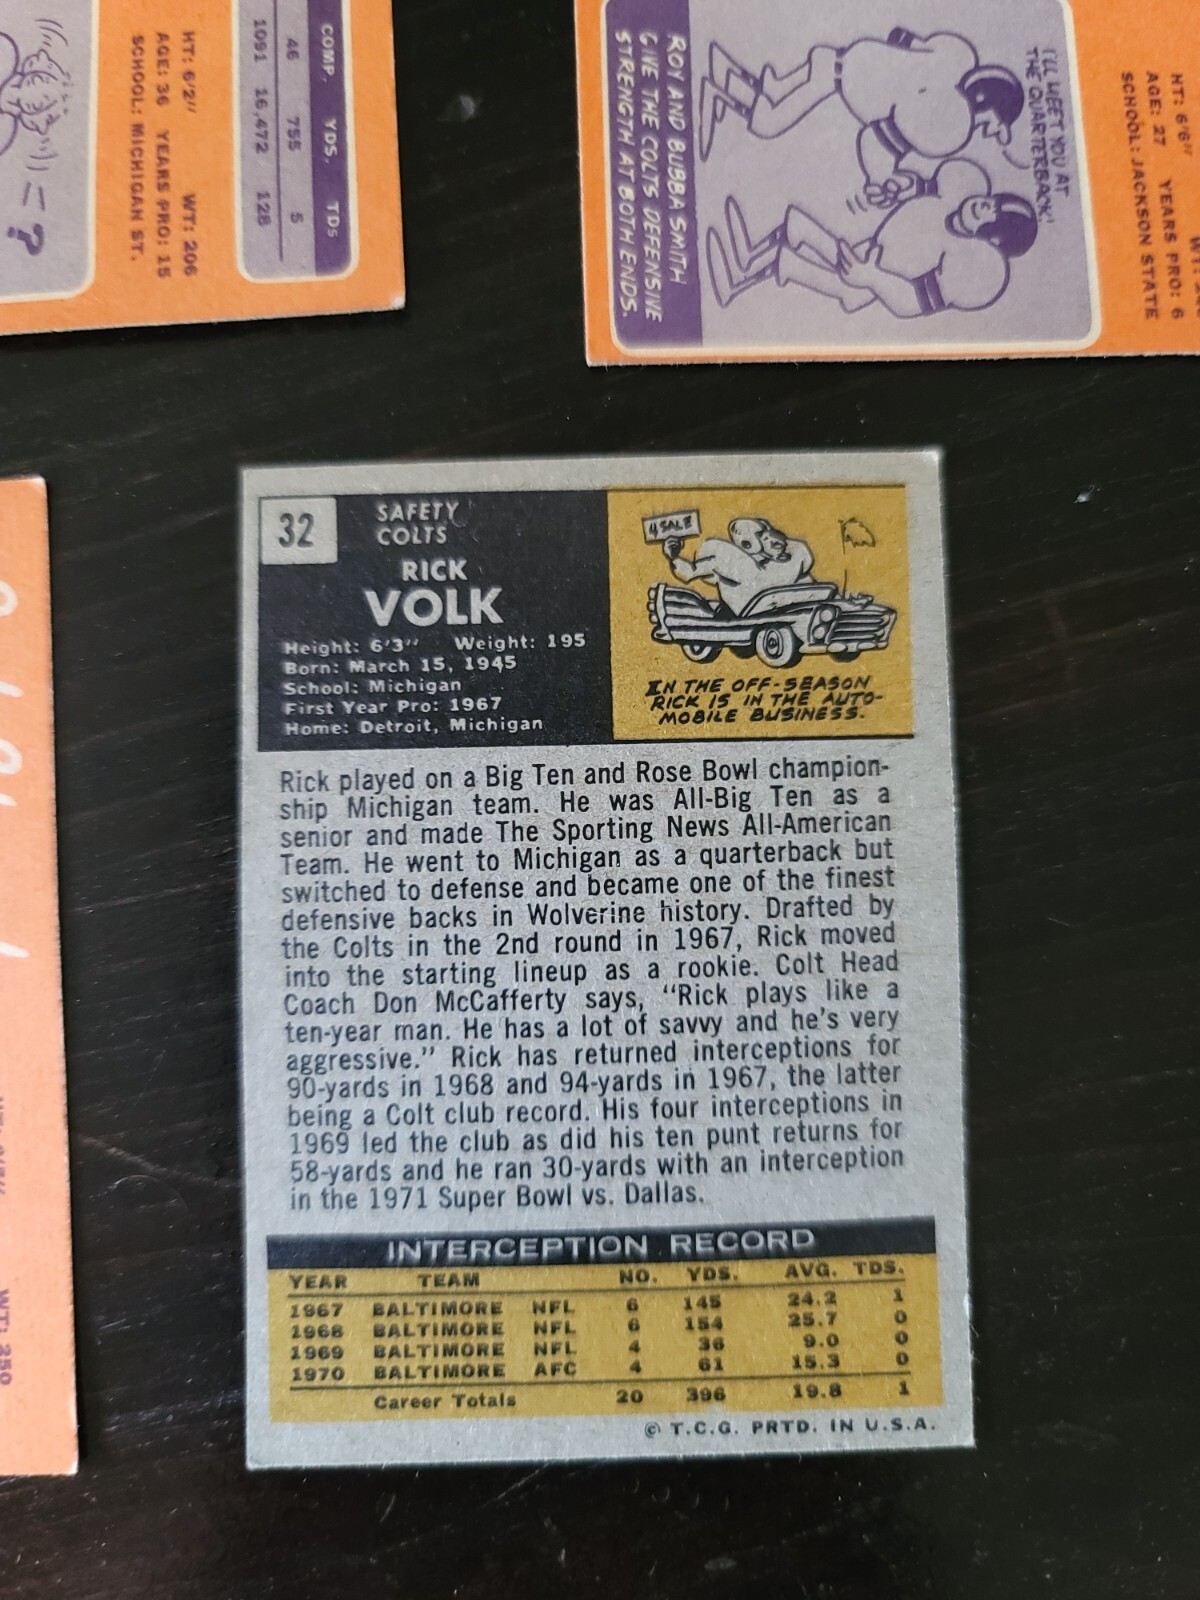 COMP. YDS. TDS
46 755 5
1091 16,472 128
HT: 6'2" WT: 206
AGE: 36 YEARS PRO: 15
SCHOOL: MICHIGAN ST.
= ?
HT: 6'6"
AGE: 27 YEARS PRO: 6
SCHOOL: JACKSON STATE
I'LL MEET YOU AT
THE QUARTERBACK!
ROY AND BUBBA SMITH
GIVE THE COLTS DEFENSIVE
STRENGTH AT BOTH ENDS.
WT: 250
32
SAFETY
COLTS
RICK
VOLK
Height: 6'3" Weight: 195
Born: March 15, 1945
School: Michigan
First Year Pro: 1967
Home: Detroit, Michigan
4 SALE
IN THE OFF-SEASON
RICK IS IN THE AUTO-
MOBILE BUSINESS.
Rick played on a Big Ten and Rose Bowl champion-
ship Michigan team. He was All-Big Ten as a
senior and made The Sporting News All-American
Team. He went to Michigan as a quarterback but
switched to defense and became one of the finest
defensive backs in Wolverine history. Drafted by
the Colts in the 2nd round in 1967, Rick moved
into the starting lineup as a rookie. Colt Head
Coach Don McCafferty says, "Rick plays like a
ten-year man. He has a lot of savvy and he's very
aggressive." Rick has returned interceptions for
90-yards in 1968 and 94-yards in 1967, the latter
being a Colt club record. His four interceptions in
1969 led the club as did his ten punt returns for
58-yards and he ran 30-yards with an interception
in the 1971 Super Bowl vs. Dallas.
INTERCEPTION RECORD
YEAR TEAM NO. YDS. AVG. TDS.
1967 BALTIMORE NFL 6 145 24.2 1
1968 BALTIMORE NFL 6 154 25.7 0
1969 BALTIMORE NFL 4 36 9.0 0
1970 BALTIMORE AFC 4 61 15.3 0
Career Totals 20 396 19.8 1
© T.C.G. PRTD. IN U.S.A.